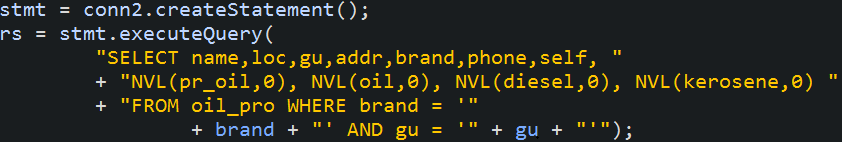 stmt = conn2.createStatement();
rs = stmt.executeQuery(
"SELECT name,loc,gu,addr,brand,phone,self, "
+ "NVL(pr_oil,0), NVL(oil,0), NVL(diesel,0), NVL(kerosene,0) "
+ "FROM oil_pro WHERE brand = '"
+ brand + "' AND gu = '" + gu + "'");